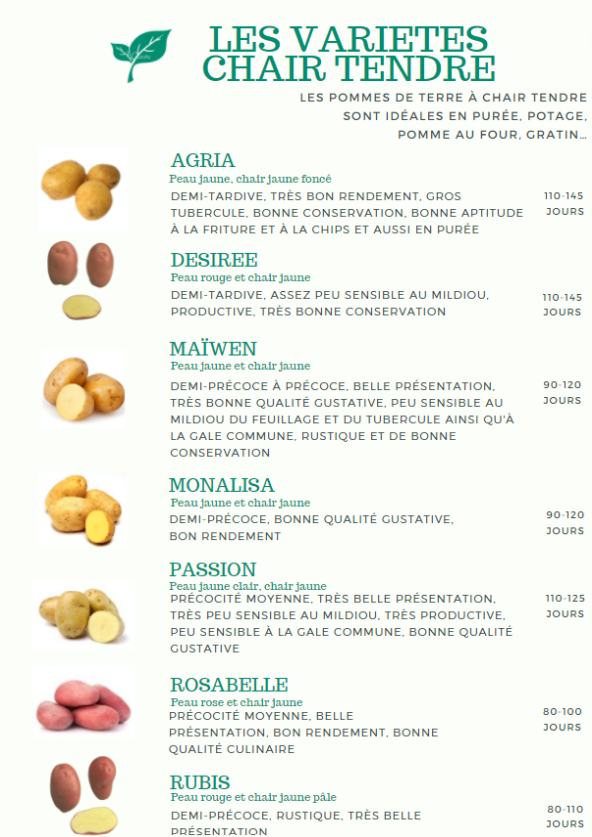 LES VARIETES
CHAIR TENDRE
LES POMMES DE TERRE À CHAIR TENDRE
SONT IDÉALES EN PURÉE, POTAGE,
POMME AU FOUR, GRATIN...
AGRIA
Peau jaune, chair jaune foncé
DEMI-TARDIVE, TRÈS BON RENDEMENT, GROS
TUBERCULE, BONNE CONSERVATION, BONNE APTITUDE
À LA FRITURE ET À LA CHIPS ET AUSSI EN PURÉE
110-145
JOURS
DESIREE
Peau rouge et chair jaune
DEMI-TARDIVE, ASSEZ PEU SENSIBLE AU MILDIOU,
PRODUCTIVE, TRÈS BONNE CONSERVATION
110-145
JOURS
MAÏWEN
Peau jaune et chair jaune
DEMI-PRÉCOCE À PRÉCOCE, BELLE PRÉSENTATION,
TRÈS BONNE QUALITÉ GUSTATIVE, PEU SENSIBLE AU
MILDIOU DU FEUILLAGE ET DU TUBERCULE AINSI QU'À
LA GALE COMMUNE, RUSTIQUE ET DE BONNE
CONSERVATION
90-120
JOURS
MONALISA
Peau jaune et chair jaune
DEMI-PRÉCOCE, BONNE QUALITÉ GUSTATIVE,
BON RENDEMENT
90-120
JOURS
PASSION
Peau jaune clair, chair jaune
PRÉCOCITÉ MOYENNE, TRÈS BELLE PRÉSENTATION,
TRÈS PEU SENSIBLE AU MILDIOU, TRÈS PRODUCTIVE,
PEU SENSIBLE À LA GALE COMMUNE, BONNE QUALITÉ
GUSTATIVE
110-125
JOURS
ROSABELLE
Peau rose et chair jaune
PRÉCOCITÉ MOYENNE, BELLE
PRÉSENTATION, BON RENDEMENT, BONNE
QUALITÉ CULINAIRE
80-100
JOURS
RUBIS
Peau rouge et chair jaune pâle
DEMI-PRÉCOCE, RUSTIQUE, TRÈS BELLE
PRÉSENTATION
80-110
JOURS